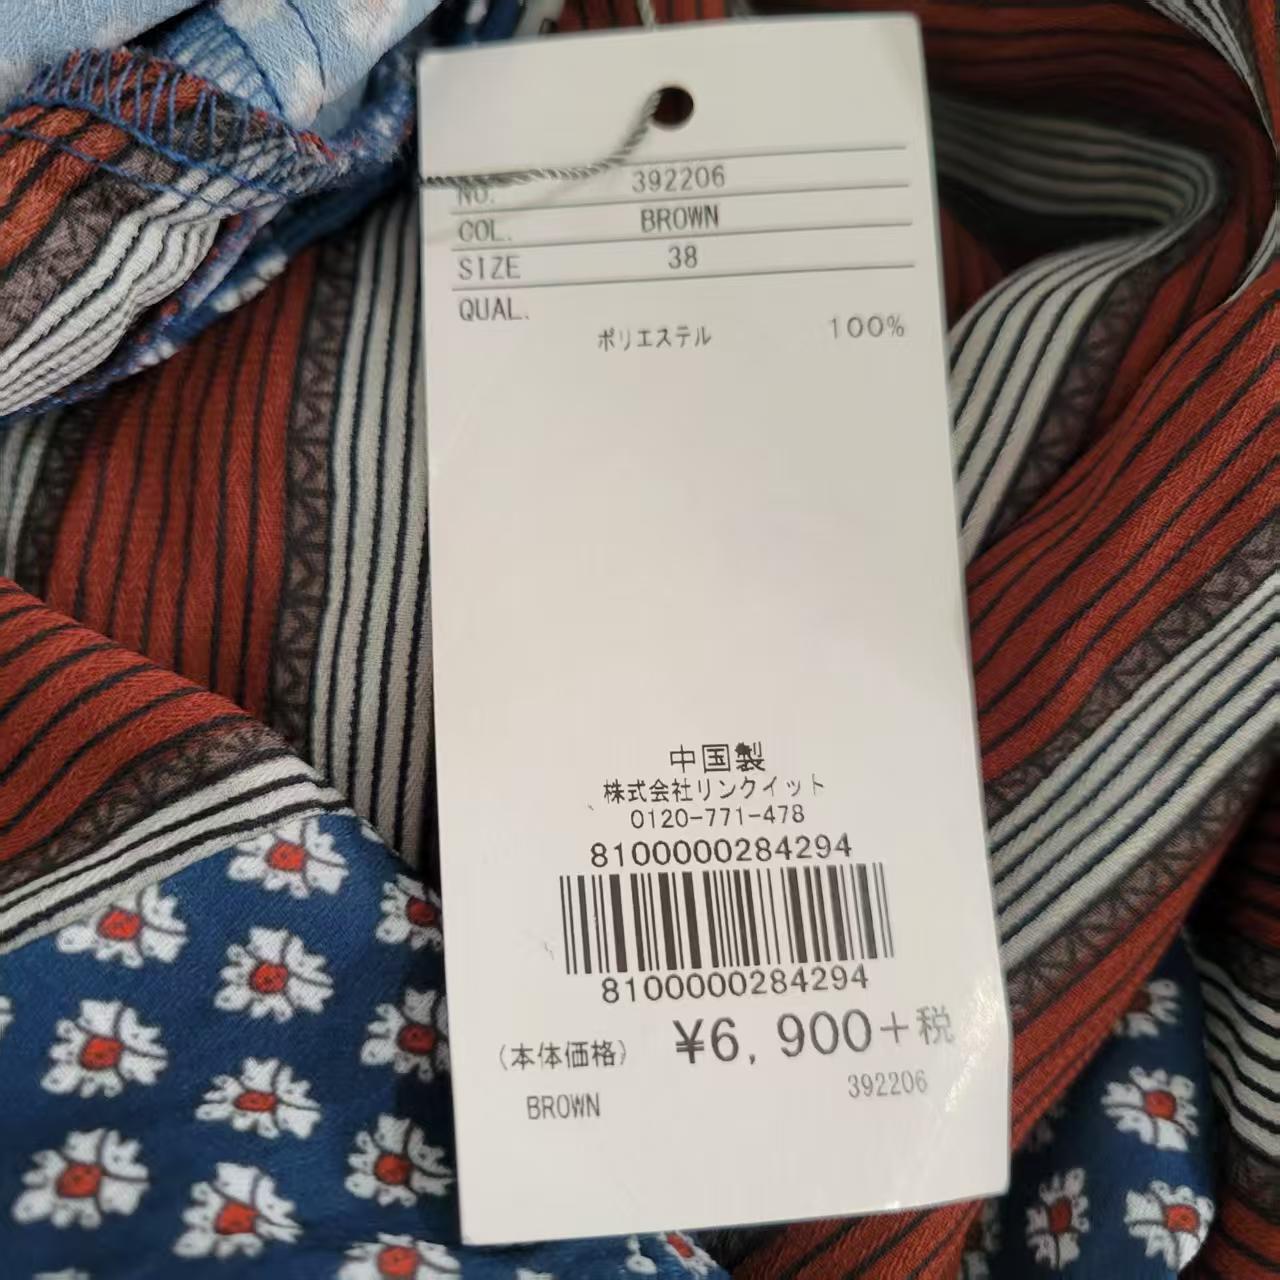 NO. 392206
COL. BROWN
SIZE 38
QUAL.
ポリエステル 100%
中国製
株式会社リンクイット
0120-771-478
8100000284294
8100000284294
(本体価格) ¥6,900+税
BROWN 392206